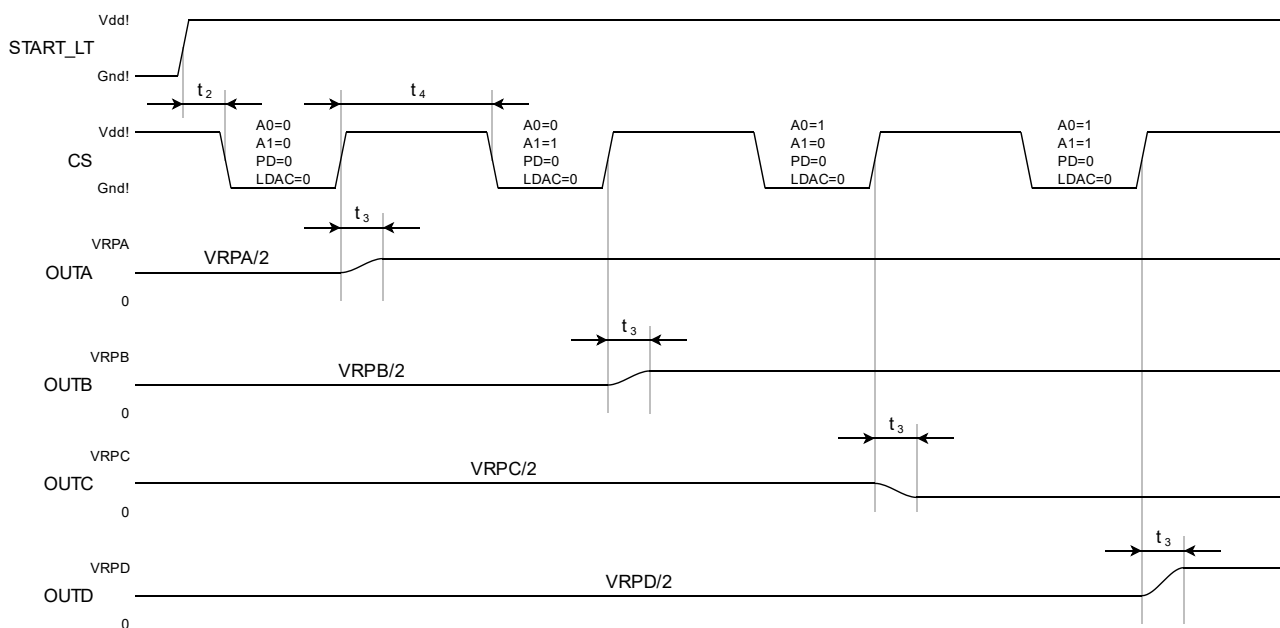 Vdd!
START_LT
Gnd!
t2
t4
Vdd!
CS
Gnd!
A0=0
A1=0
PD=0
LDAC=0
A0=0
A1=1
PD=0
LDAC=0
A0=1
A1=0
PD=0
LDAC=0
A0=1
A1=1
PD=0
LDAC=0
t3
VRPA
VRPA/2
OUTA
0
t3
VRPB
VRPB/2
OUTB
0
t3
VRPC
VRPC/2
OUTC
0
t3
VRPD
VRPD/2
OUTD
0